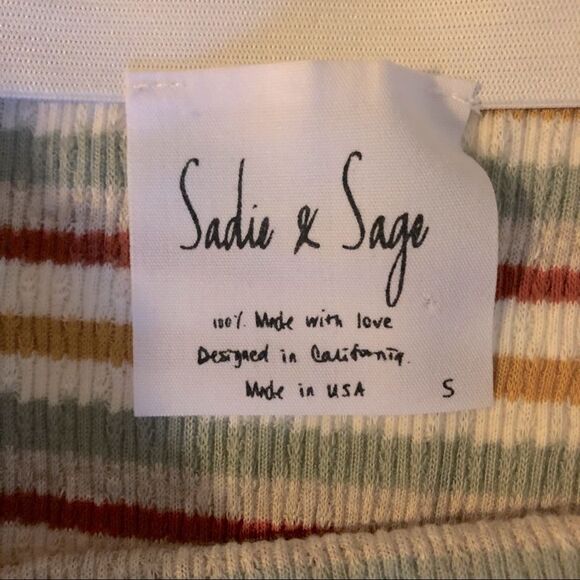 Sadie & Sage
100% Made with love
Designed in California.
Made in USA
S